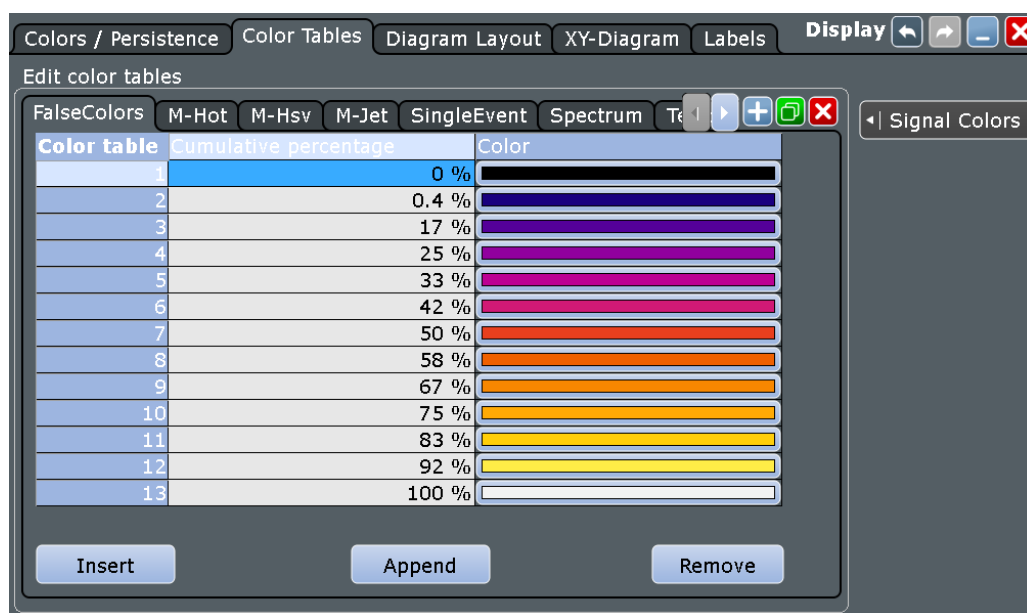 Colors / Persistence Color Tables Diagram Layout XY-Diagram Labels Display
Edit color tables
FalseColors M-Hot M-Hsv M-Jet SingleEvent Spectrum
Signal Colors
Color table Cumulative percentage Color
1 0 %
2 0.4 %
3 17 %
4 25 %
5 33 %
6 42 %
7 50 %
8 58 %
9 67 %
10 75 %
11 83 %
12 92 %
13 100 %
Insert Append Remove